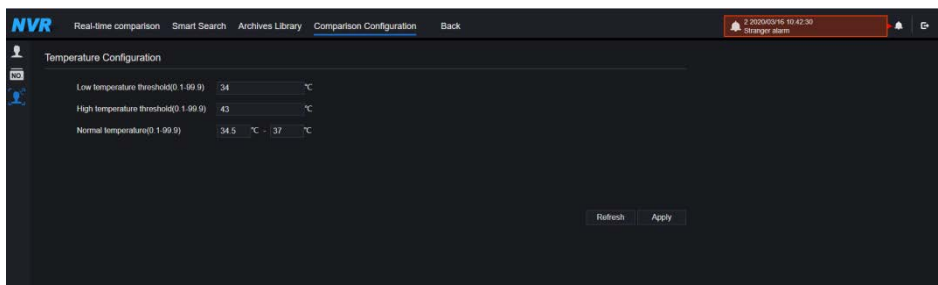 NVR Real-time comparison Smart Search Archives Library Comparison Configuration Back
2 2020/03/16 10:42:30
Stranger alarm
Temperature Configuration
NO.
Low temperature threshold(0.1-99.9) 34 ℃
High temperature threshold(0.1-99.9) 43 ℃
Normal temperature(0.1-99.9) 34.5 ℃ - 37 ℃
Refresh Apply